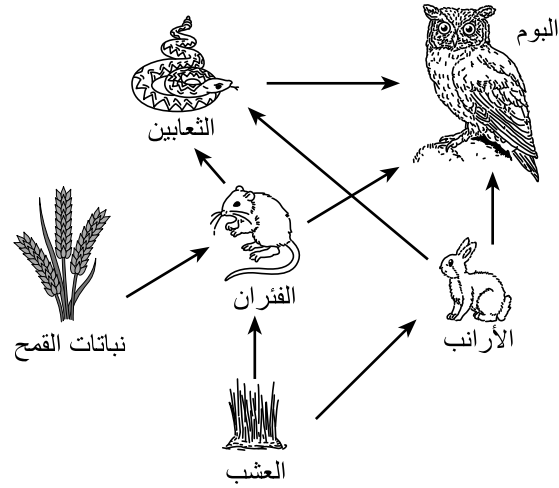 البوم
الثعابين
الفئران
نباتات القمح
الأرانب
العشب